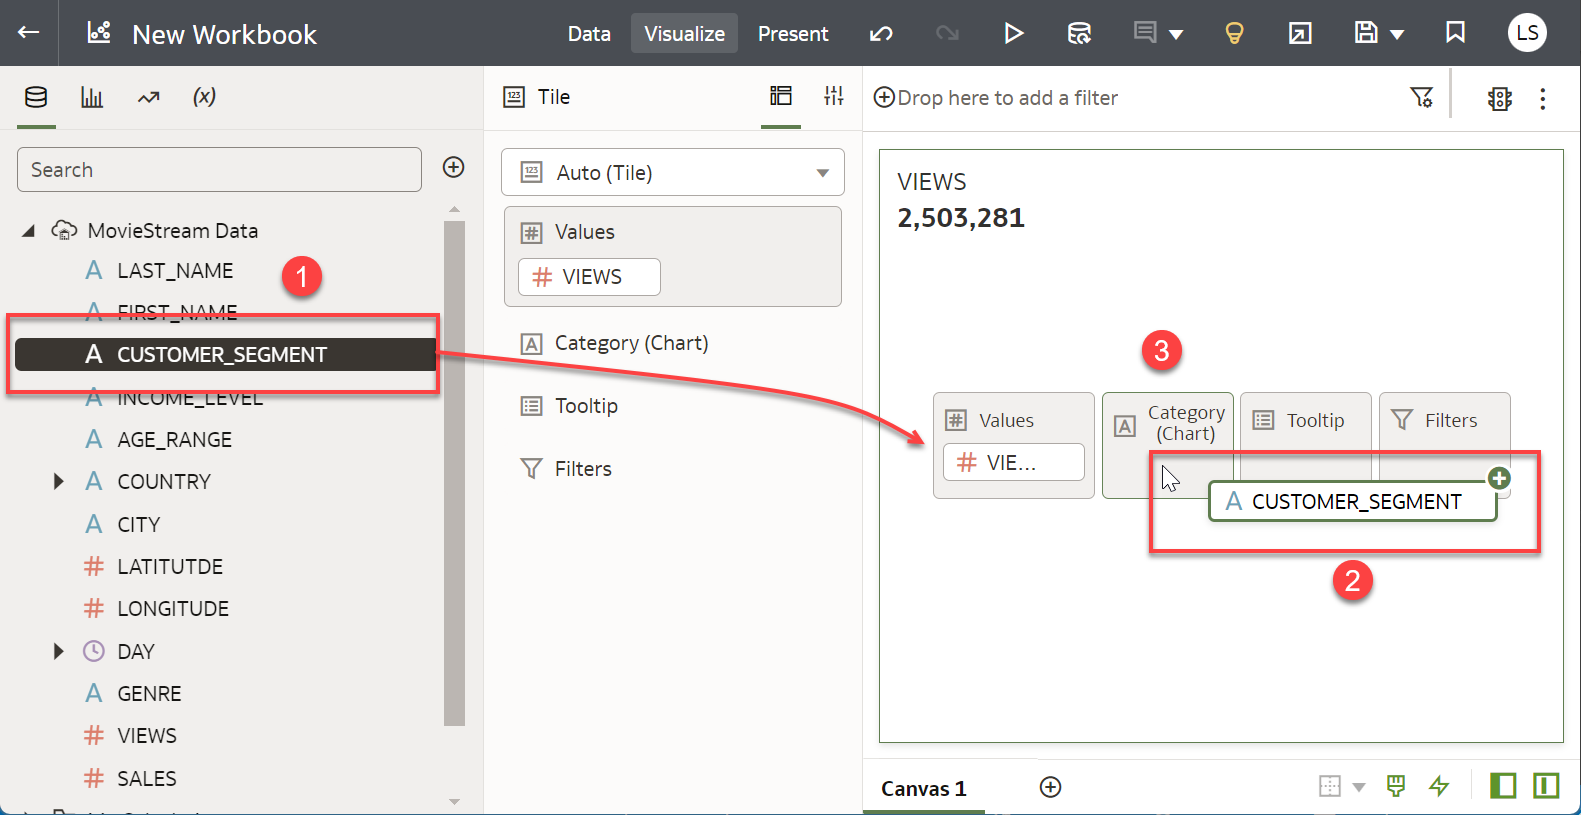 New Workbook
Data
Visualize
Present
LS
(x)
Search
MovieStream Data
LAST_NAME
FIRST_NAME
CUSTOMER_SEGMENT
INCOME_LEVEL
AGE_RANGE
COUNTRY
CITY
LATITUTDE
LONGITUDE
DAY
GENRE
VIEWS
SALES
1
Tile
Auto (Tile)
Values
VIEWS
Category (Chart)
Tooltip
Filters
Drop here to add a filter
VIEWS
2,503,281
3
Values
VIE...
Category
(Chart)
Tooltip
Filters
CUSTOMER_SEGMENT
2
Canvas 1